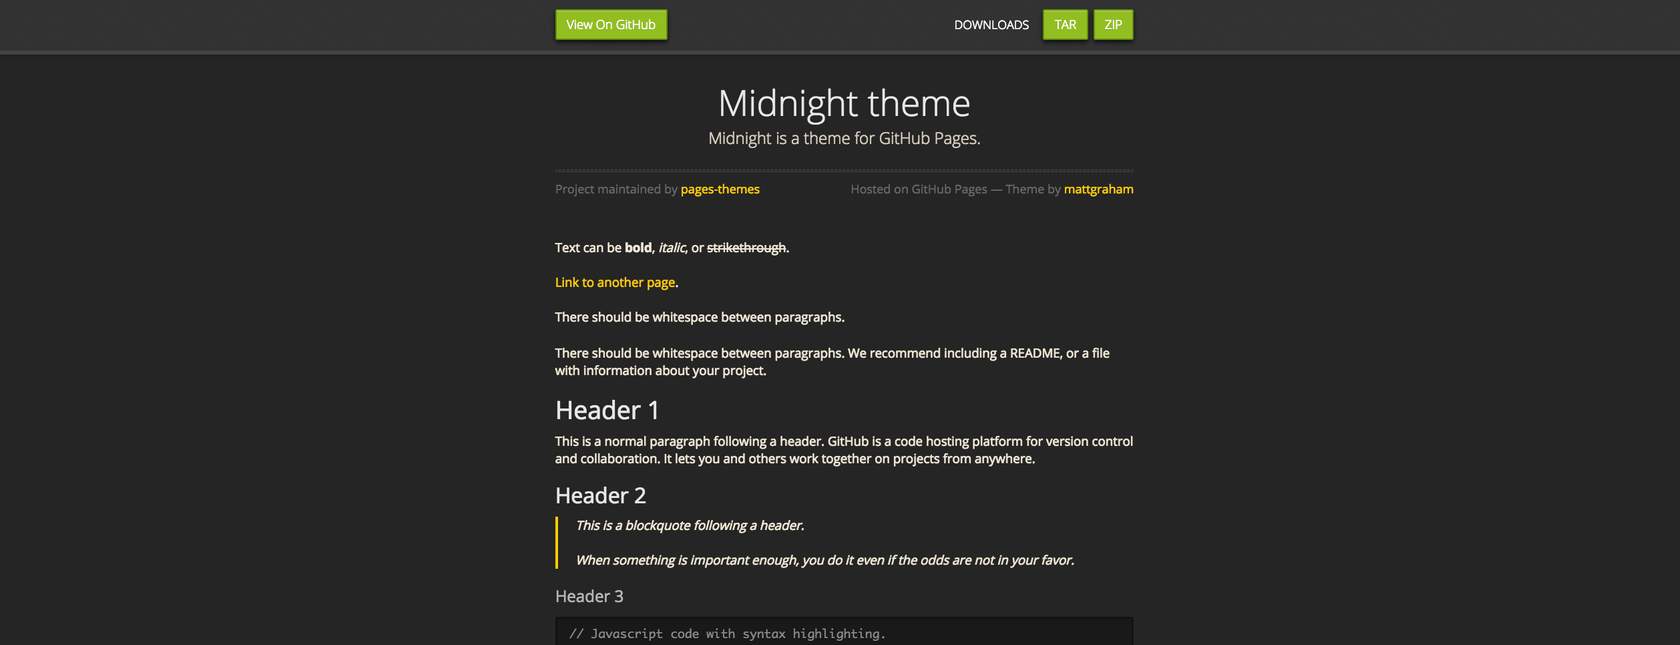 View On GitHub
DOWNLOADS TAR ZIP
Midnight theme
Midnight is a theme for GitHub Pages.
Project maintained by pages-themes
Hosted on GitHub Pages — Theme by mattgraham
Text can be bold, italic, or strikethrough.
Link to another page.
There should be whitespace between paragraphs.
There should be whitespace between paragraphs. We recommend including a README, or a file
with information about your project.
Header 1
This is a normal paragraph following a header. GitHub is a code hosting platform for version control
and collaboration. It lets you and others work together on projects from anywhere.
Header 2
This is a blockquote following a header.
When something is important enough, you do it even if the odds are not in your favor.
Header 3
// Javascript code with syntax highlighting.